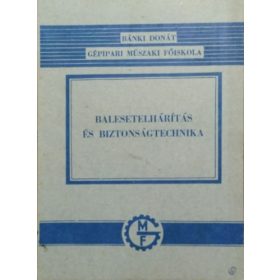 BÁNKI DONÁT
GÉPIPARI MŰSZAKI FŐISKOLA
BALESETELHÁRÍTÁS
ÉS BIZTONSÁGTECHNIKA
M
F